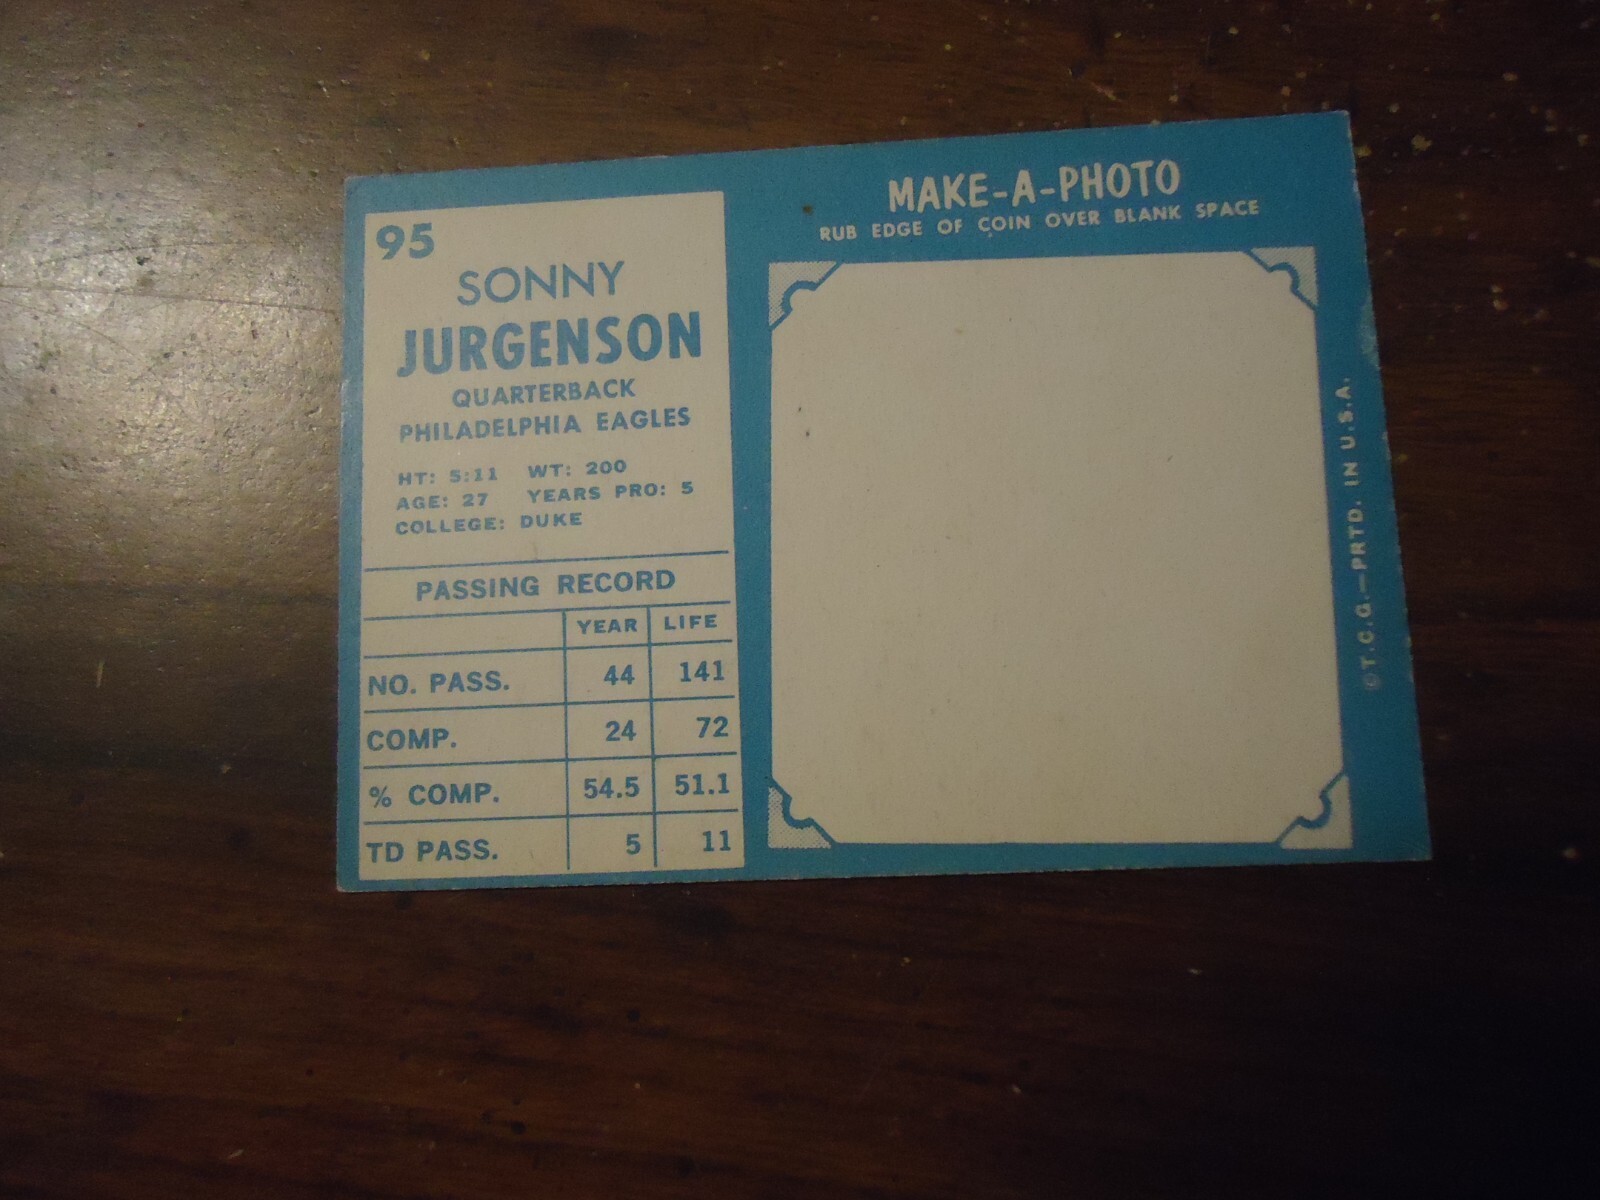 95
SONNY
JURGENSON
QUARTERBACK
PHILADELPHIA EAGLES
HT: 5:11 WT: 200
AGE: 27 YEARS PRO: 5
COLLEGE: DUKE
PASSING RECORD
YEAR LIFE
NO. PASS. 44 141
COMP. 24 72
% COMP. 54.5 51.1
TD PASS. 5 11
MAKE-A-PHOTO
RUB EDGE OF COIN OVER BLANK SPACE
©T.C.G.—PRTD. IN U.S.A.